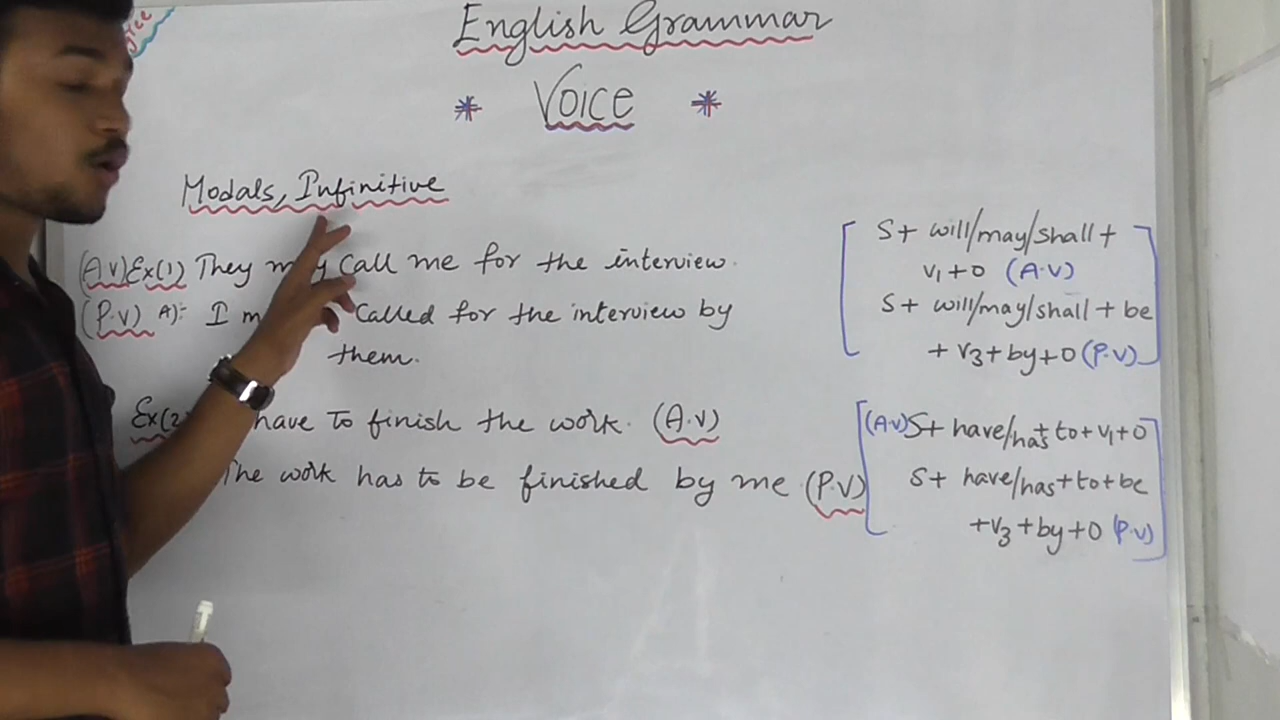 English Grammar
* Voice *
Modals, Infinitive
(A.V) Ex(1) They may call me for the interview.
(P.V) A):- I called for the interview by
them.
Ex(2) have to finish the work. (A.V)
The work has to be finished by me (P.V)
[S+ will/may/shall +
V1+O (A.V)
S+ will/may/shall + be
+ V3+by+O (P.V)]
[(A.V) S+ have/has + to + V1+O
S+ have/has+to+be
+V3+by+O (P.V)]